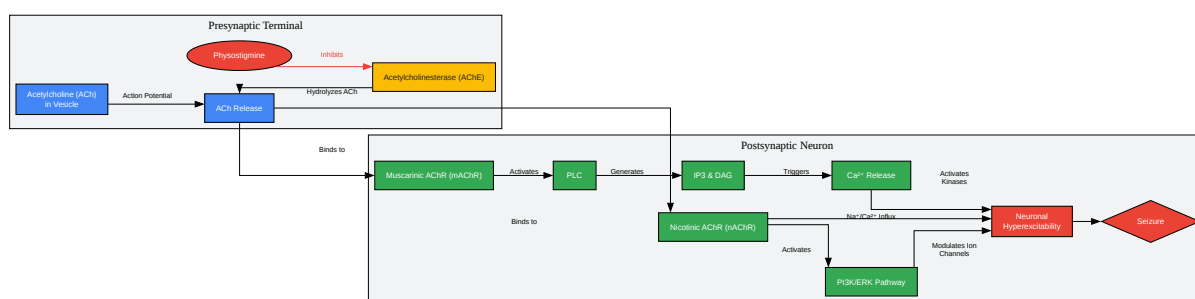 Presynaptic Terminal
Physostigmine
Inhibits
Acetylcholinesterase (AChE)
Hydrolyzes ACh
Acetylcholine (ACh)
in Vesicle
Action Potential
ACh Release
Postsynaptic Neuron
Binds to
Muscarinic AChR (mAChR)
Activates
PLC
Generates
IP3 & DAG
Triggers
Ca²⁺ Release
Activates
Kinases
Binds to
Nicotinic AChR (nAChR)
Na⁺/Ca²⁺ Influx
Neuronal
Hyperexcitability
Seizure
Activates
Modulates Ion
Channels
PI3K/ERK Pathway